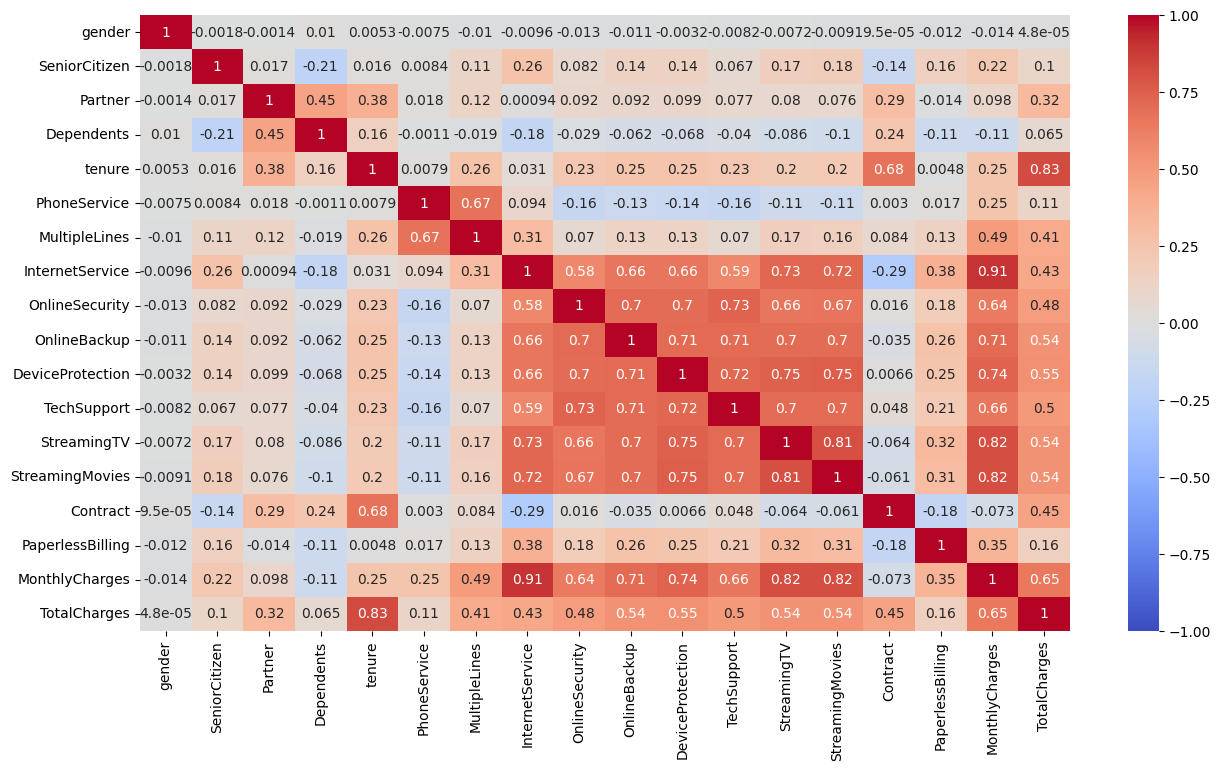 gender 1 -0.0018 -0.0014 0.01 0.0053 -0.0075 -0.01 -0.0096 -0.013 -0.011 -0.0032 -0.0082 -0.0072 -0.0091 9.5e-05 -0.012 -0.014 4.8e-05
SeniorCitizen -0.0018 1 0.017 -0.21 0.016 0.0084 0.11 0.26 0.082 0.14 0.14 0.067 0.17 0.18 -0.14 0.16 0.22 0.1
Partner -0.0014 0.017 1 0.45 0.38 0.018 0.12 0.00094 0.092 0.092 0.099 0.077 0.08 0.076 0.29 -0.014 0.098 0.32
Dependents 0.01 -0.21 0.45 1 0.16 -0.0011 -0.019 -0.18 -0.029 -0.062 -0.068 -0.04 -0.086 -0.1 0.24 -0.11 -0.11 0.065
tenure 0.0053 0.016 0.38 0.16 1 0.0079 0.26 0.031 0.23 0.25 0.25 0.23 0.2 0.2 0.68 0.0048 0.25 0.83
PhoneService -0.0075 0.0084 0.018 -0.0011 0.0079 1 0.67 0.094 -0.16 -0.13 -0.14 -0.16 -0.11 -0.11 0.003 0.017 0.25 0.11
MultipleLines -0.01 0.11 0.12 -0.019 0.26 0.67 1 0.31 0.07 0.13 0.13 0.07 0.17 0.16 0.084 0.13 0.49 0.41
InternetService -0.0096 0.26 0.00094 -0.18 0.031 0.094 0.31 1 0.58 0.66 0.66 0.59 0.73 0.72 -0.29 0.38 0.91 0.43
OnlineSecurity -0.013 0.082 0.092 -0.029 0.23 -0.16 0.07 0.58 1 0.7 0.7 0.73 0.66 0.67 0.016 0.18 0.64 0.48
OnlineBackup -0.011 0.14 0.092 -0.062 0.25 -0.13 0.13 0.66 0.7 1 0.71 0.71 0.7 0.7 -0.035 0.26 0.71 0.54
DeviceProtection -0.0032 0.14 0.099 -0.068 0.25 -0.14 0.13 0.66 0.7 0.71 1 0.72 0.75 0.75 0.0066 0.25 0.74 0.55
TechSupport -0.0082 0.067 0.077 -0.04 0.23 -0.16 0.07 0.59 0.73 0.71 0.72 1 0.7 0.7 0.048 0.21 0.66 0.5
StreamingTV -0.0072 0.17 0.08 -0.086 0.2 -0.11 0.17 0.73 0.66 0.7 0.75 0.7 1 0.81 -0.064 0.32 0.82 0.54
StreamingMovies -0.0091 0.18 0.076 -0.1 0.2 -0.11 0.16 0.72 0.67 0.7 0.75 0.7 0.81 1 -0.061 0.31 0.82 0.54
Contract 9.5e-05 -0.14 0.29 0.24 0.68 0.003 0.084 -0.29 0.016 -0.035 0.0066 0.048 -0.064 -0.061 1 -0.18 -0.073 0.45
PaperlessBilling -0.012 0.16 -0.014 -0.11 0.0048 0.017 0.13 0.38 0.18 0.26 0.25 0.21 0.32 0.31 -0.18 1 0.35 0.16
MonthlyCharges -0.014 0.22 0.098 -0.11 0.25 0.25 0.49 0.91 0.64 0.71 0.74 0.66 0.82 0.82 -0.073 0.35 1 0.65
TotalCharges 4.8e-05 0.1 0.32 0.065 0.83 0.11 0.41 0.43 0.48 0.54 0.55 0.5 0.54 0.54 0.45 0.16 0.65 1
gender
SeniorCitizen
Partner
Dependents
tenure
PhoneService
MultipleLines
InternetService
OnlineSecurity
OnlineBackup
DeviceProtection
TechSupport
StreamingTV
StreamingMovies
Contract
PaperlessBilling
MonthlyCharges
TotalCharges
1.00
0.75
0.50
0.25
0.00
−0.25
−0.50
−0.75
−1.00